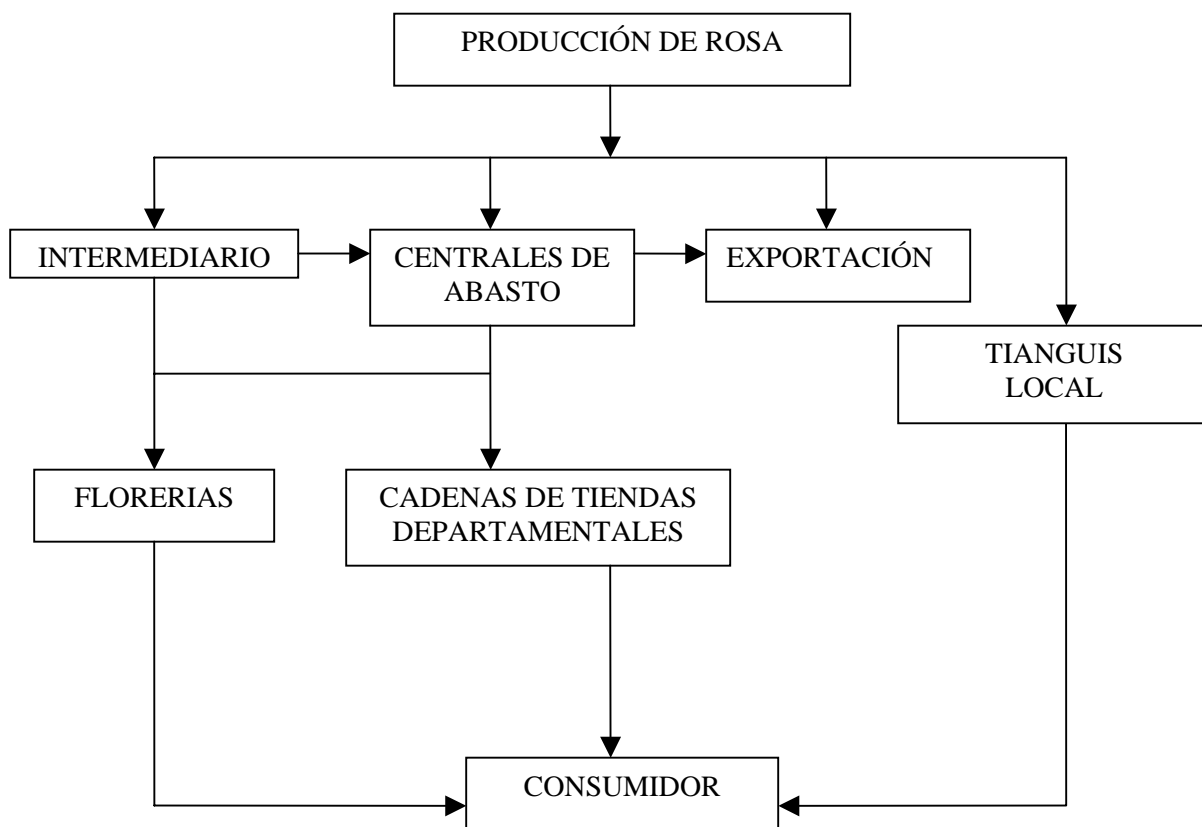 PRODUCCIÓN DE ROSA
INTERMEDIARIO
CENTRALES DE
ABASTO
EXPORTACIÓN
TIANGUIS
LOCAL
FLORERIAS
CADENAS DE TIENDAS
DEPARTAMENTALES
CONSUMIDOR